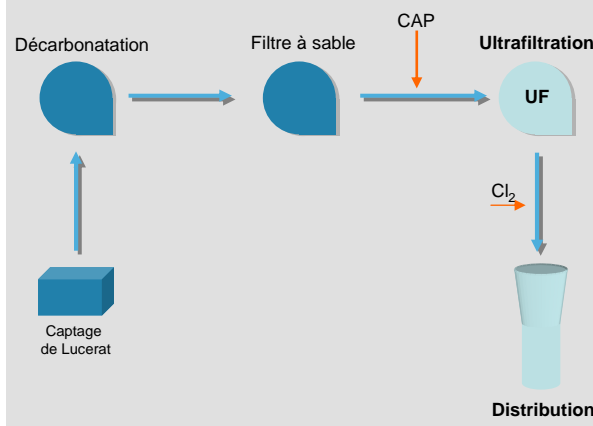 Décarbonatation
Filtre à sable
CAP
Ultrafiltration
UF
Cl₂
Captage
de Lucerat
Distribution